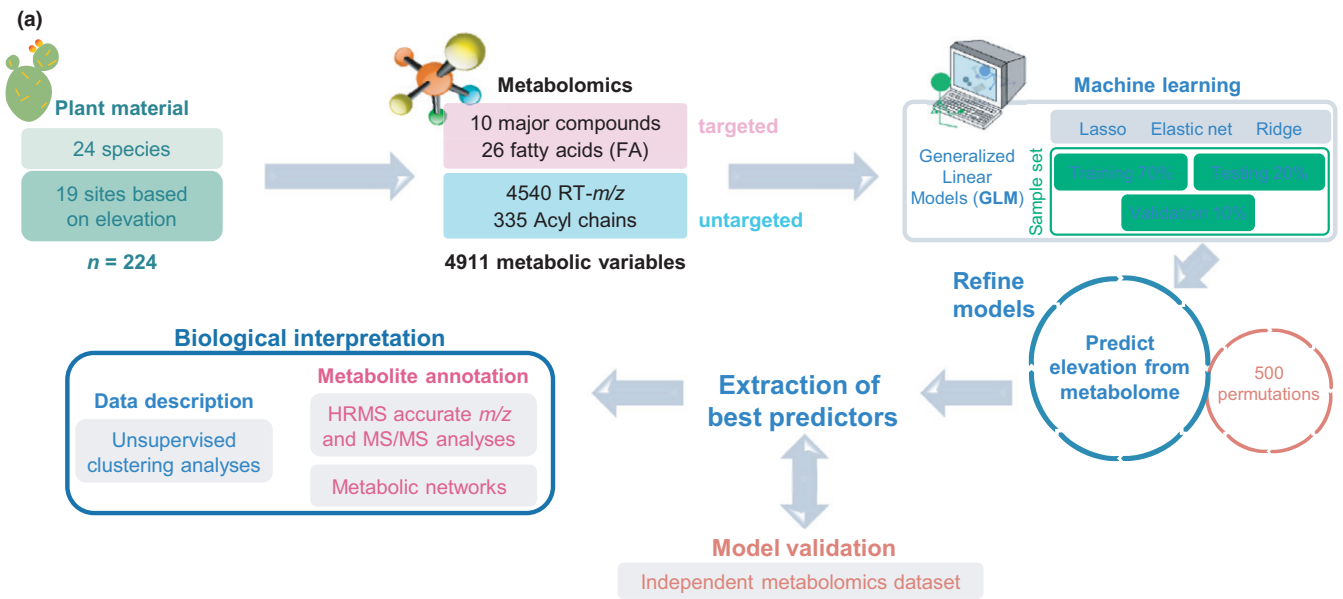 (a)
Plant material
24 species
19 sites based
on elevation
n = 224
Metabolomics
10 major compounds
26 fatty acids (FA)
targeted
4540 RT-m/z
335 Acyl chains
untargeted
4911 metabolic variables
Machine learning
Lasso Elastic net Ridge
Generalized
Linear
Models (GLM)
Sample set
Training 70%
Testing 20%
Validation 10%
Refine
models
Predict
elevation from
metabolome
500
permutations
Extraction of
best predictors
Model validation
Independent metabolomics dataset
Biological interpretation
Data description
Unsupervised
clustering analyses
Metabolite annotation
HRMS accurate m/z
and MS/MS analyses
Metabolic networks